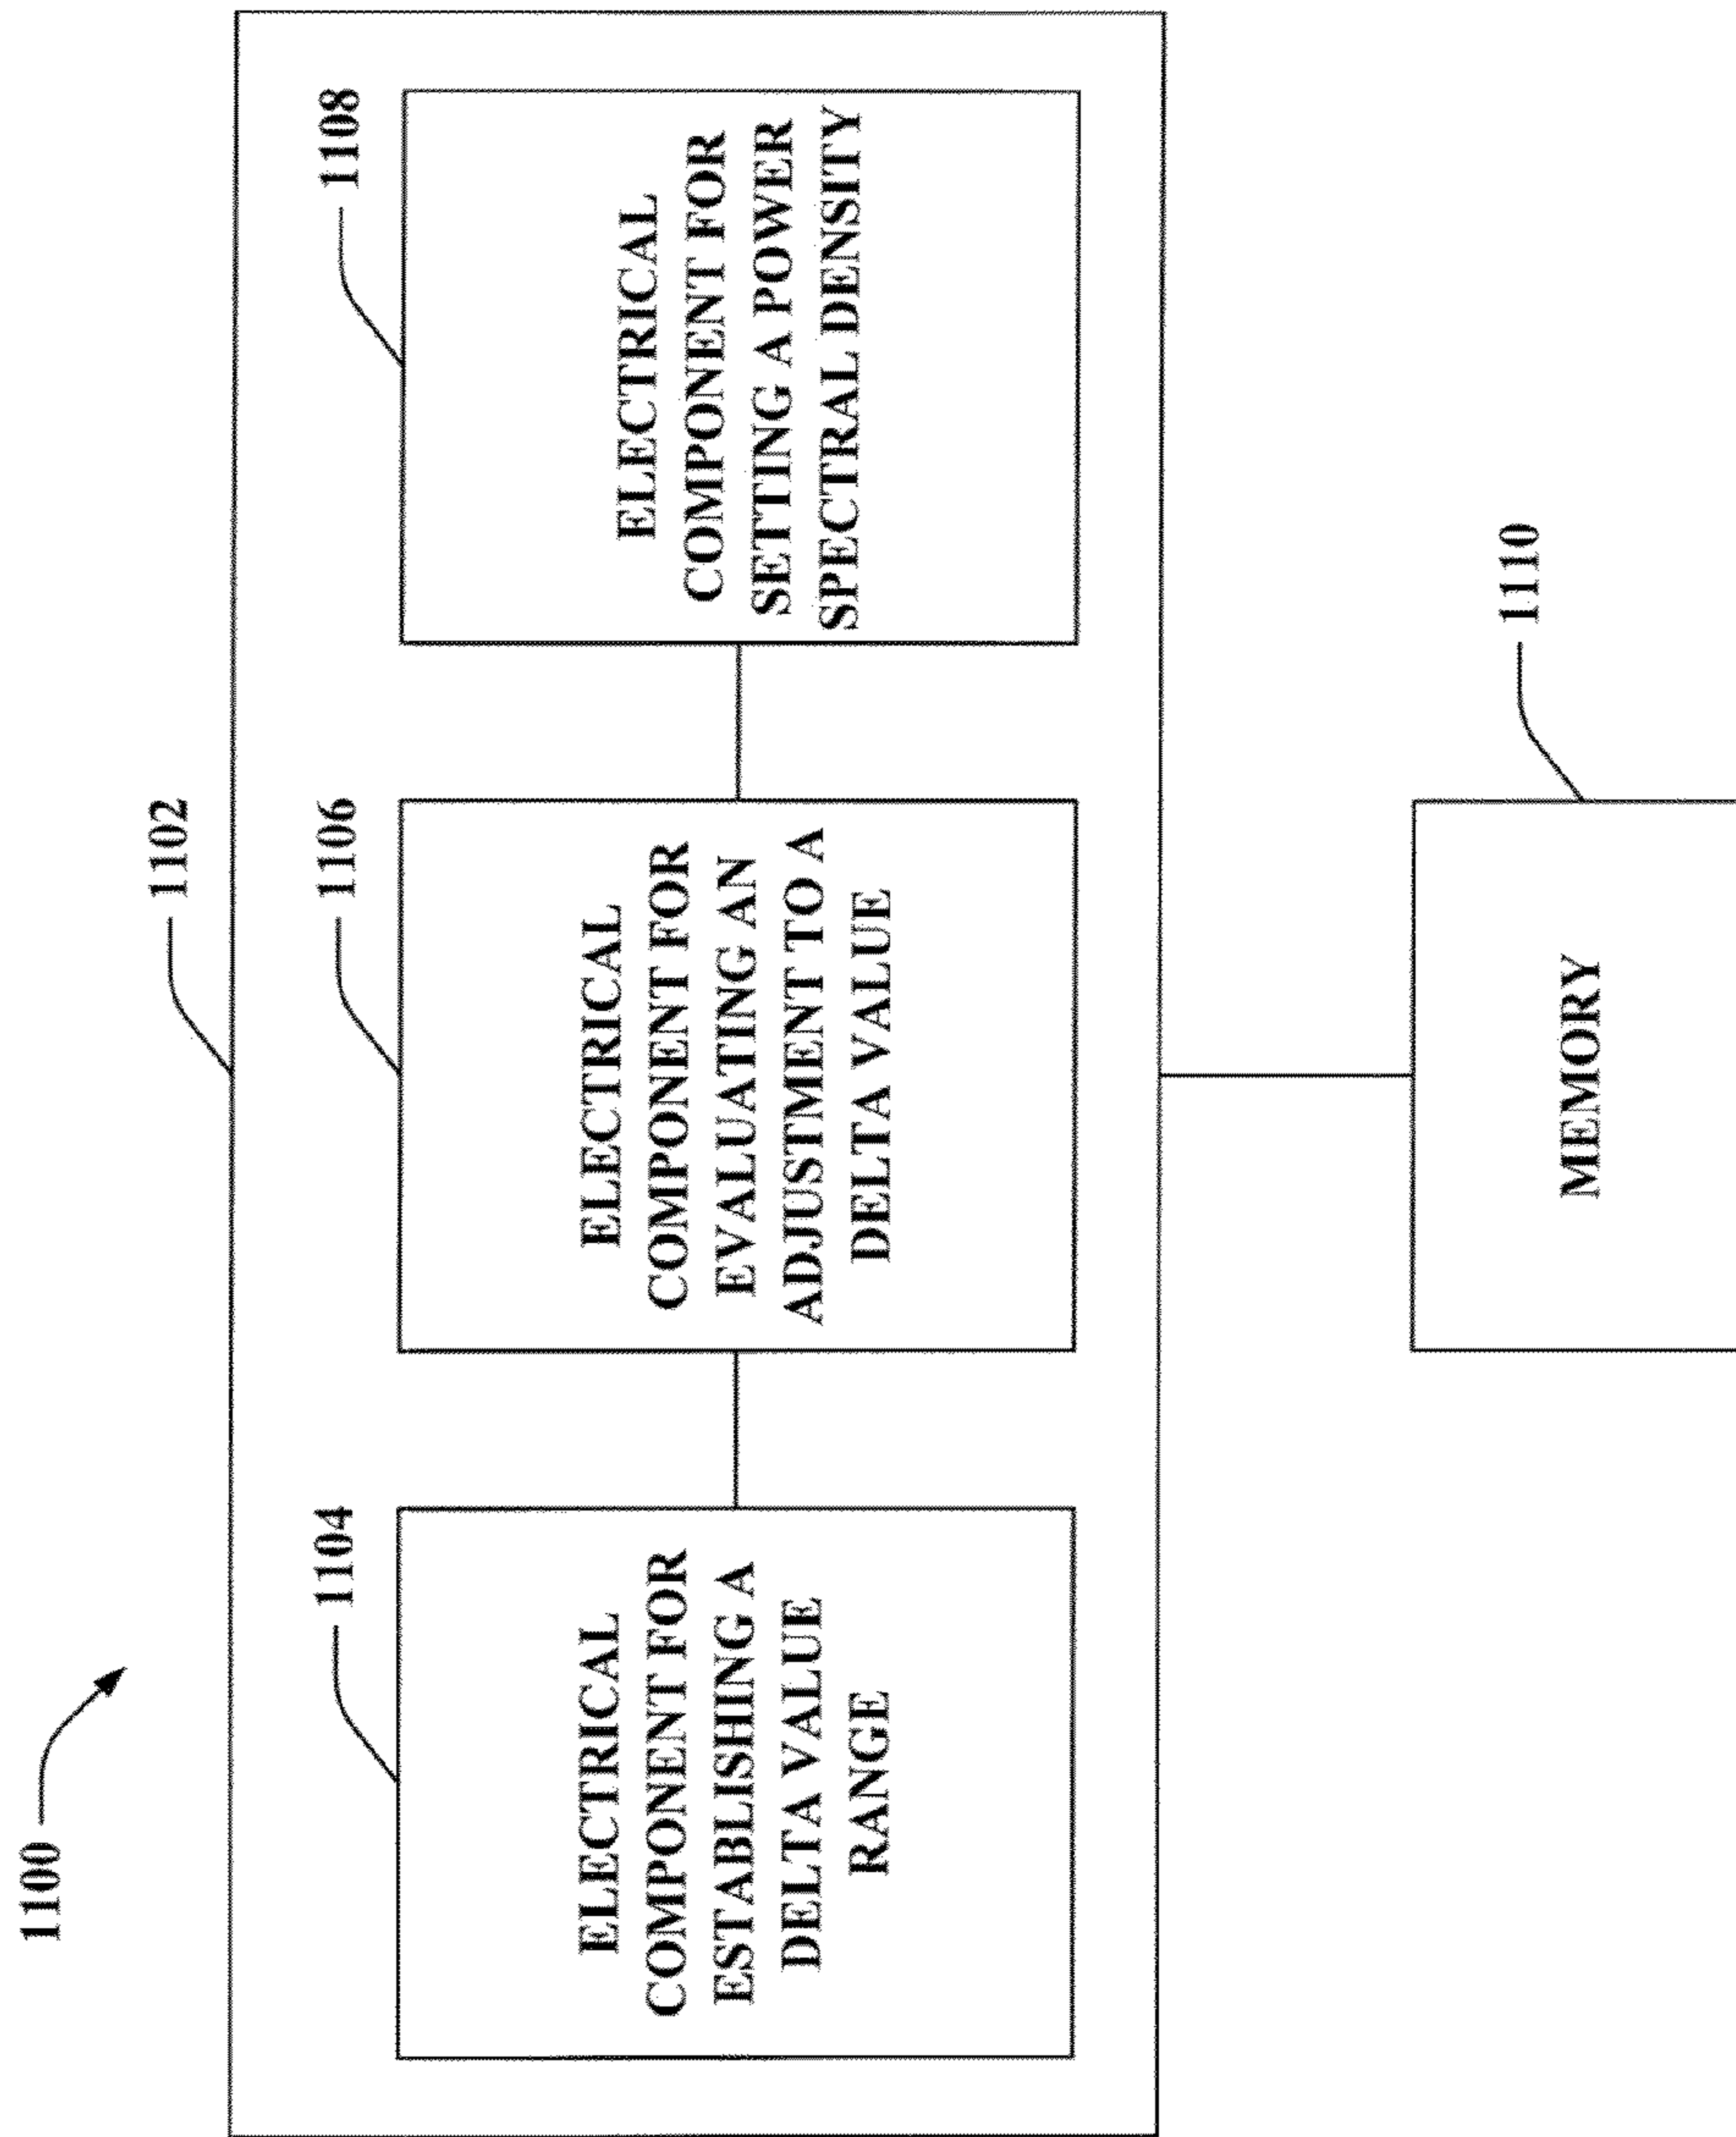 1100
1102
1104
ELECTRICAL
COMPONENT FOR
ESTABLISHING A
DELTA VALUE
RANGE
1106
ELECTRICAL
COMPONENT FOR
EVALUATING AN
ADJUSTMENT TO A
DELTA VALUE
1108
ELECTRICAL
COMPONENT FOR
SETTING A POWER
SPECTRAL DENSITY
1110
MEMORY